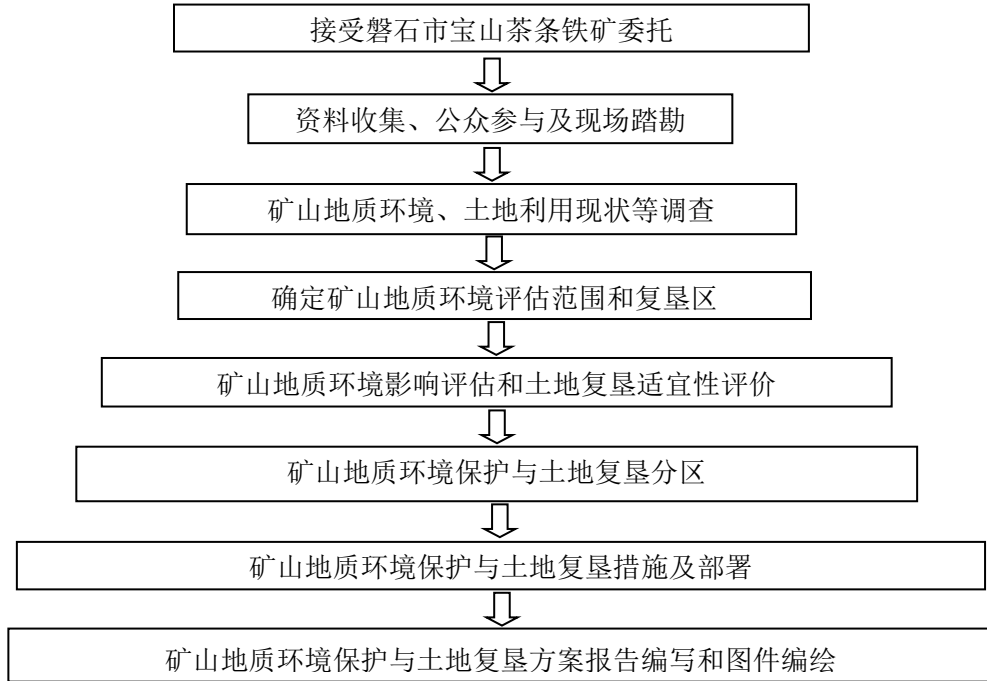 接受磐石市宝山茶条铁矿委托
资料收集、公众参与及现场踏勘
矿山地质环境、土地利用现状等调查
确定矿山地质环境评估范围和复垦区
矿山地质环境影响评估和土地复垦适宜性评价
矿山地质环境保护与土地复垦分区
矿山地质环境保护与土地复垦措施及部署
矿山地质环境保护与土地复垦方案报告编写和图件编绘